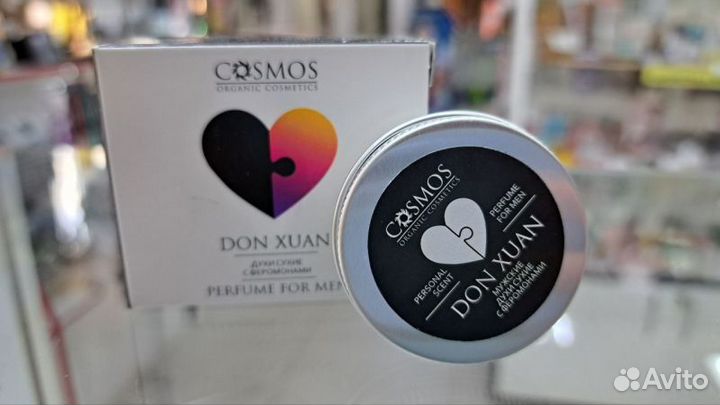 COSMOS
ORGANIC COSMETICS
DON XUAN
ДУХИ СУХИЕ
С ФЕРОМОНАМИ
PERFUME FOR MEN
COSMOS
ORGANIC COSMETICS
PERSONAL
SCENT
PERFUME
FOR MEN
DON XUAN
МУЖСКИЕ
ДУХИ СУХИЕ
С ФЕРОМОНАМИ
Avito